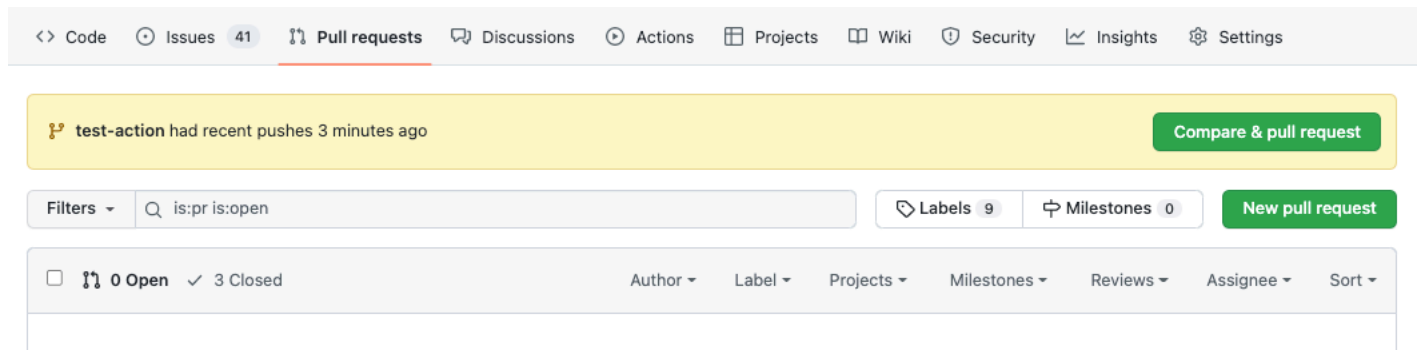 Code Issues 41 Pull requests Discussions Actions Projects Wiki Security Insights Settings
test-action had recent pushes 3 minutes ago Compare & pull request
Filters is:pr is:open Labels 9 Milestones 0 New pull request
0 Open 3 Closed Author Label Projects Milestones Reviews Assignee Sort